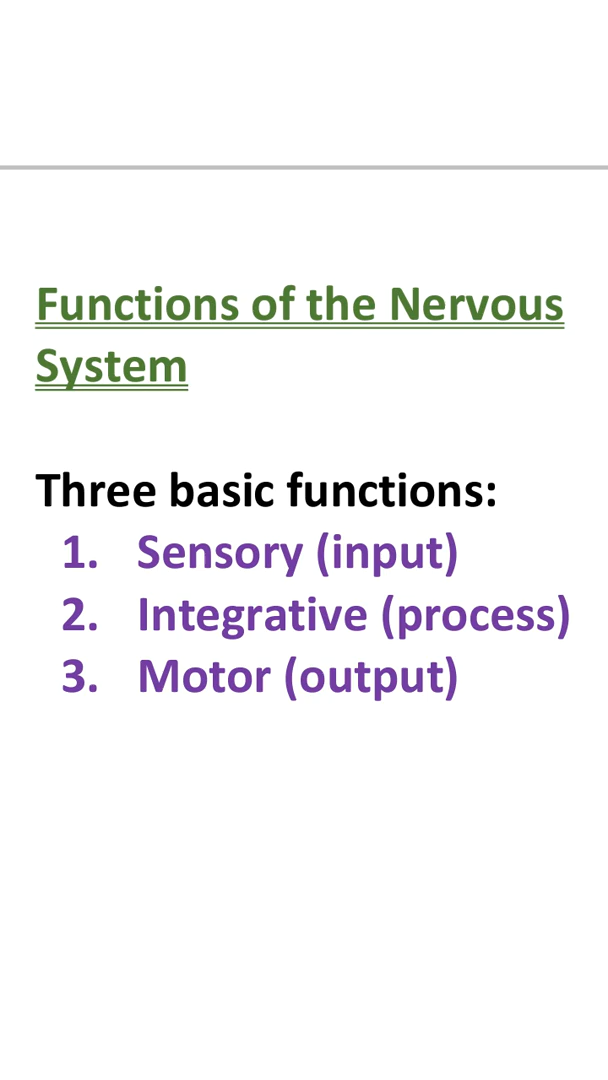 Functions of the Nervous
System
Three basic functions:
1. Sensory (input)
2. Integrative (process)
3. Motor (output)